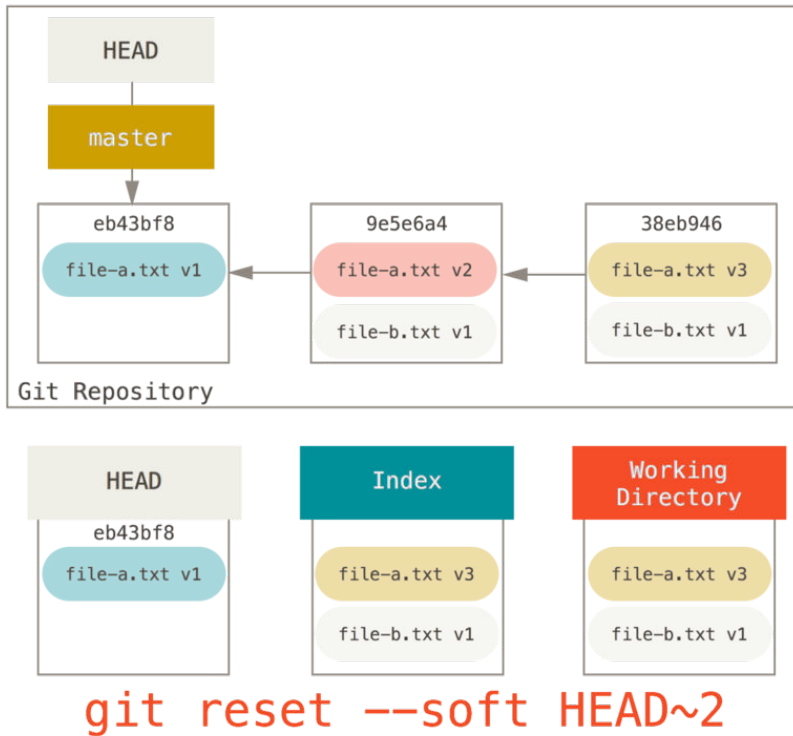 HEAD
master
eb43bf8 9e5e6a4 38eb946
file-a.txt v1 file-a.txt v2 file-a.txt v3
file-b.txt v1 file-b.txt v1
Git Repository
HEAD Index Working Directory
eb43bf8
file-a.txt v1 file-a.txt v3 file-a.txt v3
file-b.txt v1 file-b.txt v1
git reset --soft HEAD~2